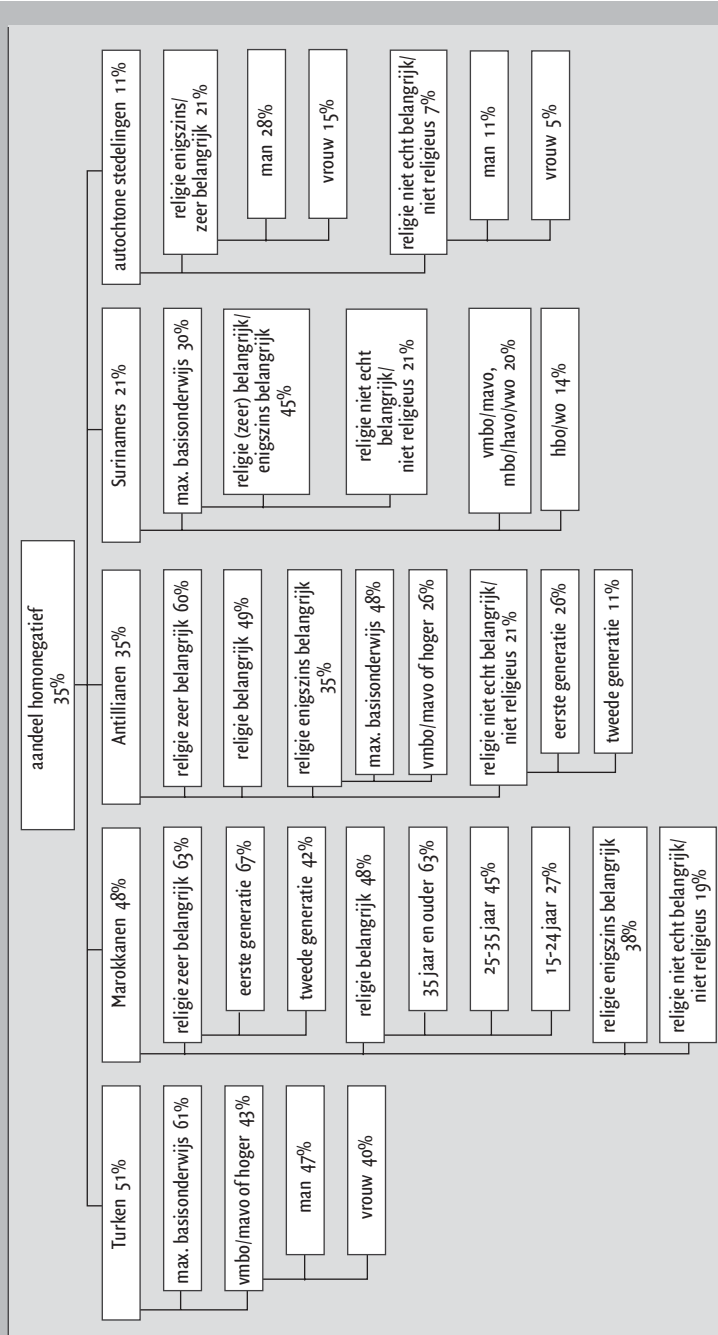 aandeel homonegatief
35%
Turken 51%
max. basisonderwijs 61%
vmbo/mavo of hoger 43%
man 47%
vrouw 40%
Marokkanen 48%
religie zeer belangrijk 63%
eerste generatie 67%
tweede generatie 42%
religie belangrijk 48%
35 jaar en ouder 63%
25-35 jaar 45%
15-24 jaar 27%
religie enigszins belangrijk
38%
religie niet echt belangrijk/
niet religieus 19%
Antillianen 35%
religie zeer belangrijk 60%
religie belangrijk 49%
religie enigszins belangrijk
35%
max. basisonderwijs 48%
vmbo/mavo of hoger 26%
religie niet echt belangrijk/
niet religieus 21%
eerste generatie 26%
tweede generatie 11%
Surinamers 21%
max. basisonderwijs 30%
religie (zeer) belangrijk/
enigszins belangrijk
45%
religie niet echt
belangrijk/
niet religieus 21%
vmbo/mavo,
mbo/havo/vwo 20%
hbo/wo 14%
autochtone stedelingen 11%
religie enigszins/
zeer belangrijk 21%
man 28%
vrouw 15%
religie niet echt belangrijk/
niet religieus 7%
man 11%
vrouw 5%